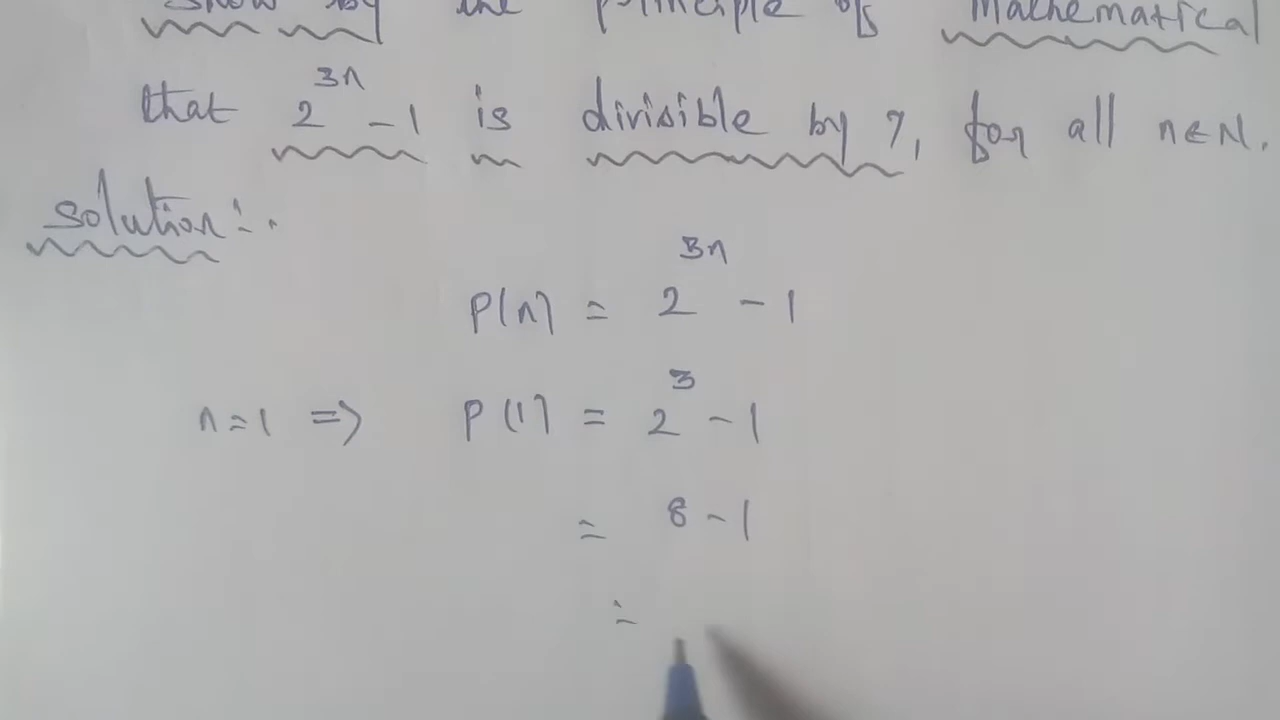 show by the principle of Mathematical
that 2^3n - 1 is divisible by 7, for all n∈N.
Solution:.
P(n) = 2^3n - 1
n=1 => P(1) = 2^3 - 1
= 8 - 1
=